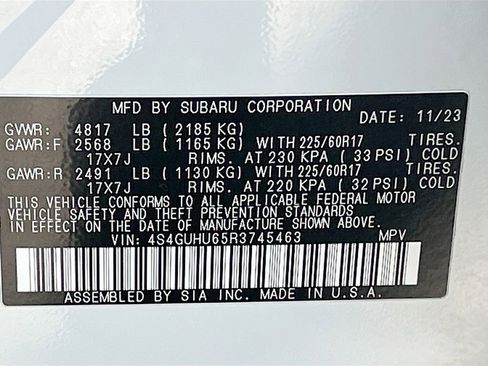 MFD BY SUBARU CORPORATION
DATE: 11/23
GVWR: 4817 LB ( 2185 KG)
GAWR:F 2568 LB ( 1165 KG) WITH 225/60R17 TIRES.
17X7J RIMS. AT 230 KPA ( 33 PSI) COLD
GAWR:R 2491 LB ( 1130 KG) WITH 225/60R17 TIRES.
17X7J RIMS. AT 220 KPA ( 32 PSI) COLD
THIS VEHICLE CONFORMS TO ALL APPLICABLE FEDERAL MOTOR
VEHICLE SAFETY AND THEFT PREVENTION STANDARDS
IN EFFECT ON THE DATE OF MANUFACTURE SHOWN ABOVE.
VIN: 4S4GUHU65R3745463 MPV
ASSEMBLED BY SIA INC. MADE IN U.S.A.